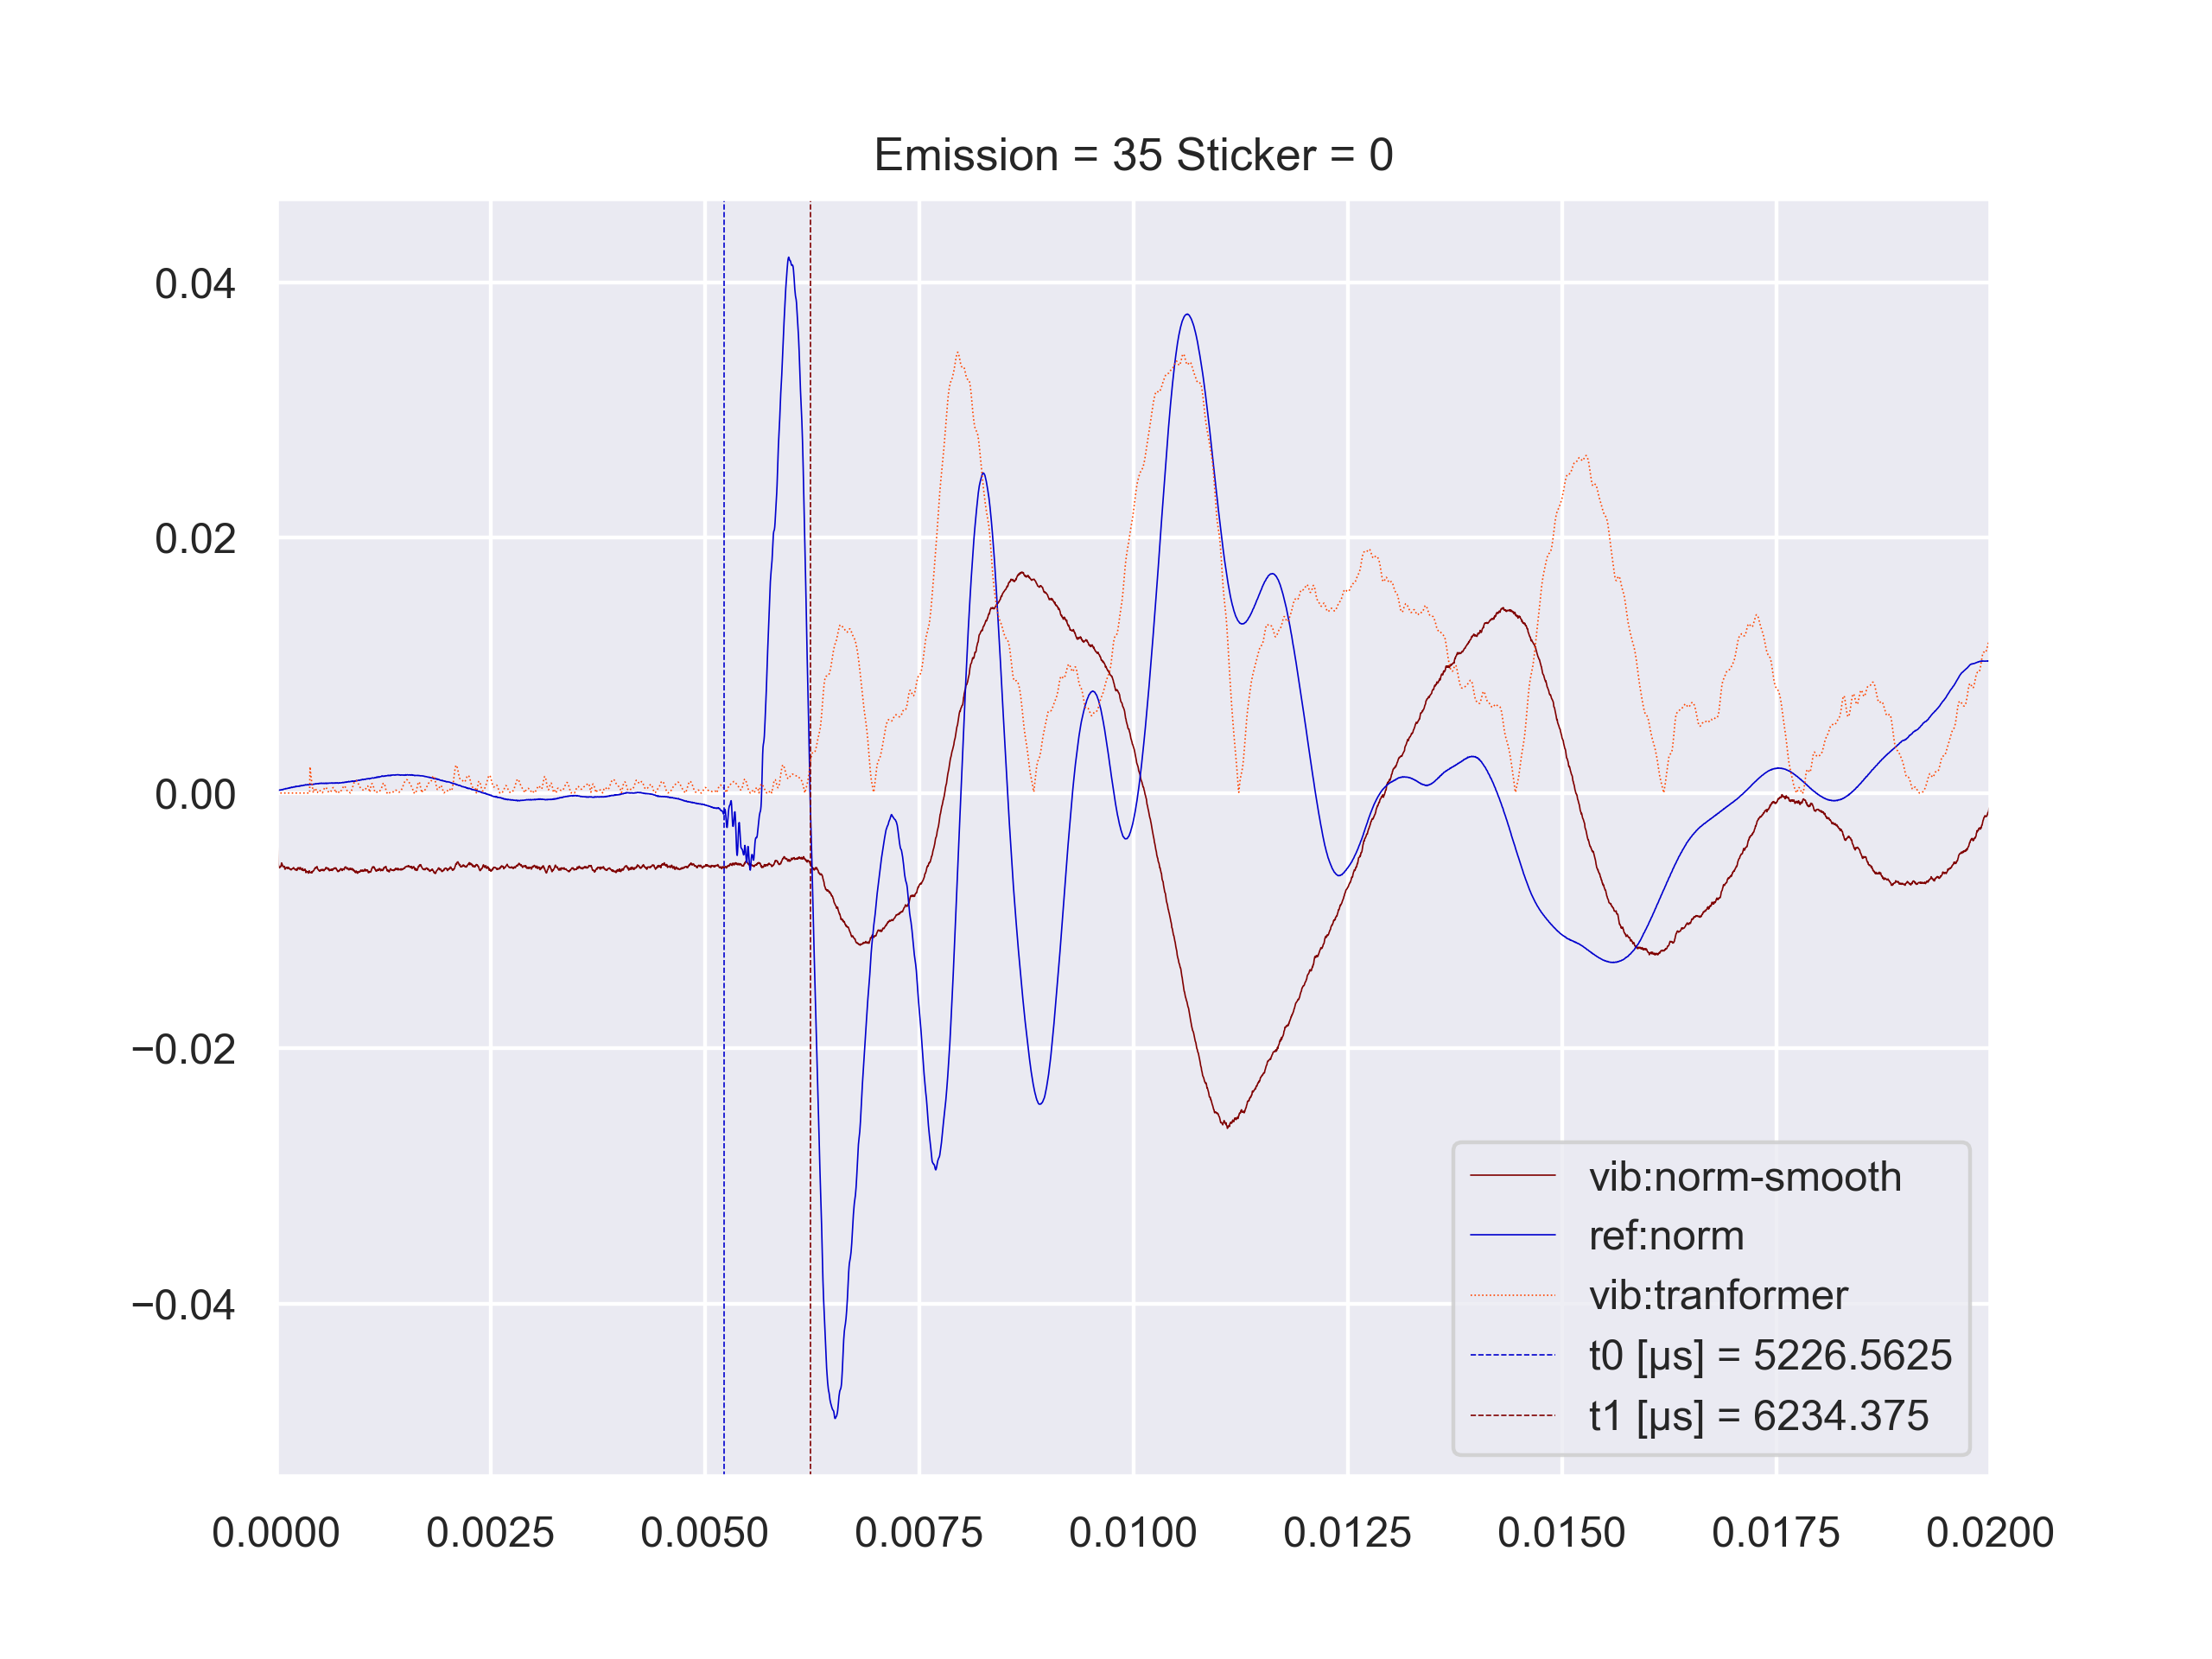 Emission = 35 Sticker = 0
0.04
0.02
0.00
−0.02
−0.04
vib:norm-smooth
ref:norm
vib:tranformer
t0 [µs] = 5226.5625
t1 [µs] = 6234.375
0.0000 0.0025 0.0050 0.0075 0.0100 0.0125 0.0150 0.0175 0.0200